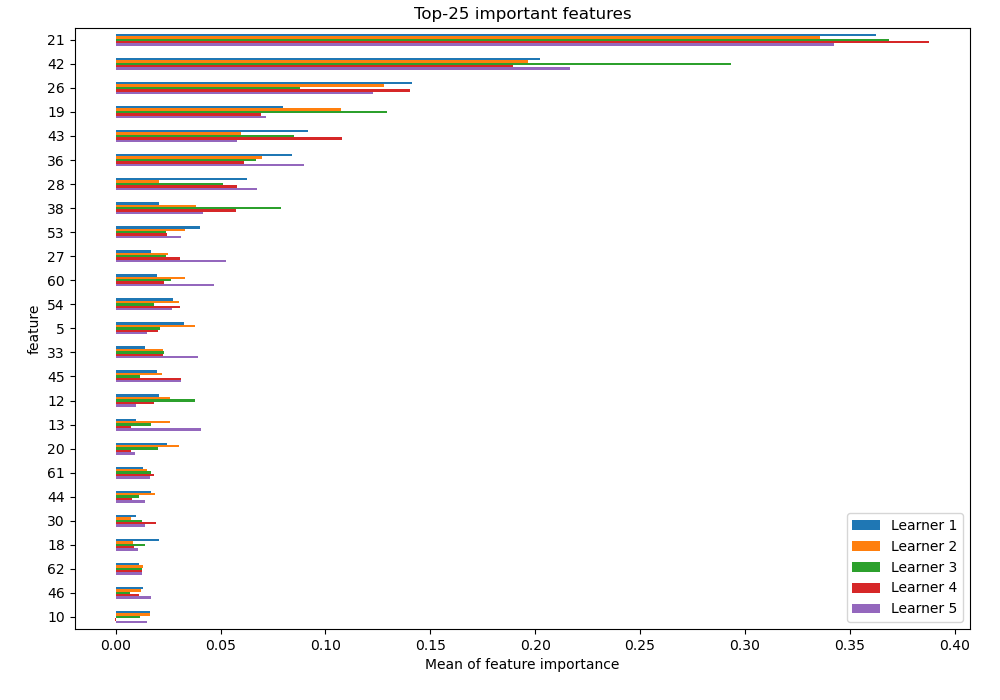 Top-25 important features
21
42
26
19
43
36
28
38
53
27
60
54
5
33
45
12
13
20
61
44
30
18
62
46
10
feature
0.00 0.05 0.10 0.15 0.20 0.25 0.30 0.35 0.40
Mean of feature importance
Learner 1
Learner 2
Learner 3
Learner 4
Learner 5